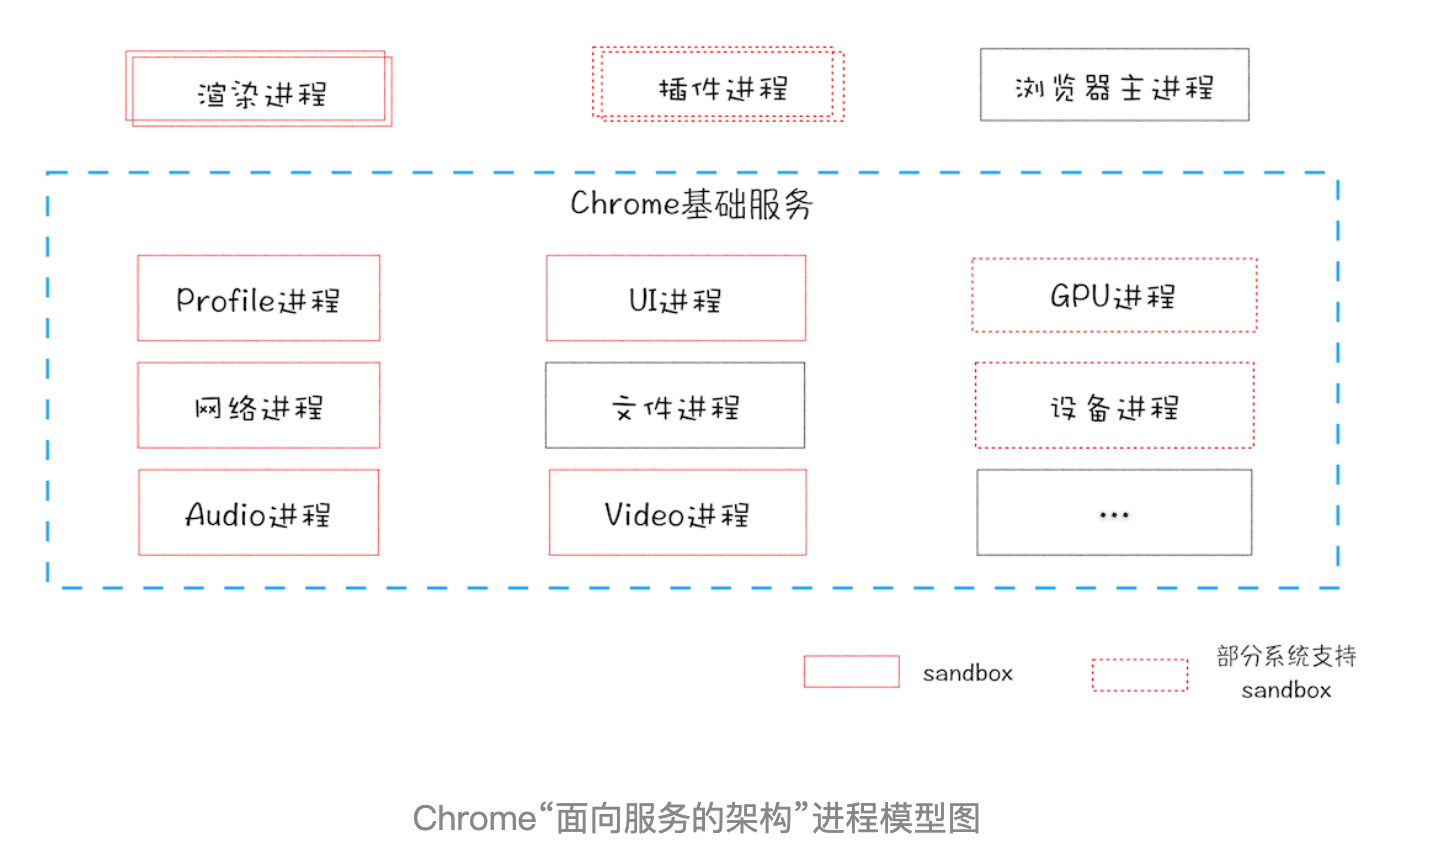 渲染进程
插件进程
浏览器主进程
Chrome基础服务
Profile进程
UI进程
GPU进程
网络进程
文件进程
设备进程
Audio进程
Video进程
...
sandbox
部分系统支持
sandbox
Chrome“面向服务的架构”进程模型图